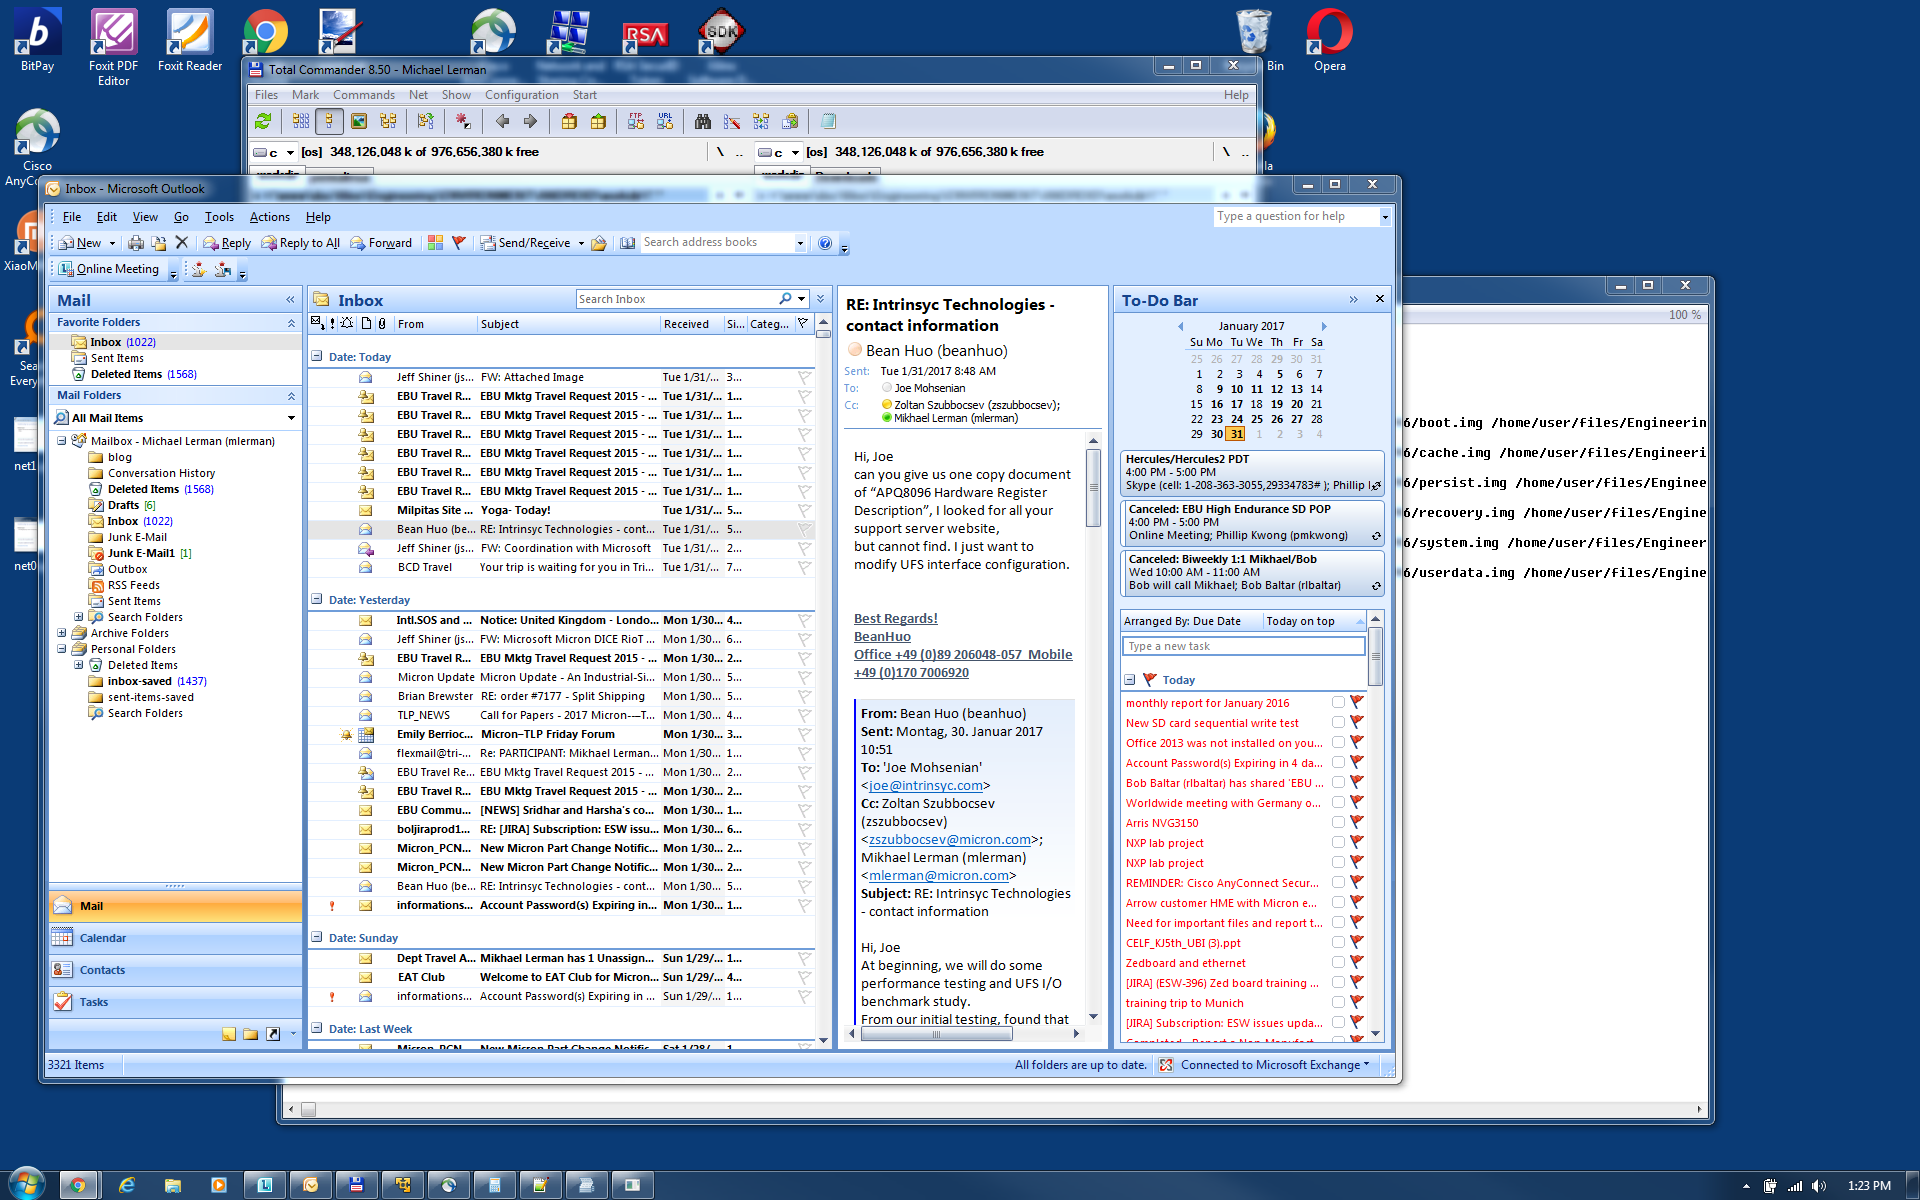 BitPay
Foxit PDF
Editor
Foxit Reader
RSA
SDK
Bin
Opera
Cisco
Total Commander 8.50 - Michael Lerman
Files Mark Commands Net Show Configuration Start Help
FTP URL
c [os] 348,126,048 k of 976,656,380 k free \ ..
c [os] 348,126,048 k of 976,656,380 k free \ ..
Inbox - Microsoft Outlook
File Edit View Go Tools Actions Help
Type a question for help
New Reply Reply to All Forward Send/Receive Search address books
Online Meeting
100 %
Mail
Favorite Folders
Inbox (1022)
Sent Items
Deleted Items (1568)
Mail Folders
All Mail Items
Mailbox - Michael Lerman (mlerman)
blog
Conversation History
Deleted Items (1568)
Drafts [6]
Inbox (1022)
Junk E-Mail
Junk E-Mail1 [1]
Outbox
RSS Feeds
Sent Items
Search Folders
Archive Folders
Personal Folders
Deleted Items
inbox-saved (1437)
sent-items-saved
Search Folders
Mail
Calendar
Contacts
Tasks
3321 Items
net1
net0
Inbox
Search Inbox
From Subject Received Si... Categ...
Date: Today
Jeff Shiner (js... FW: Attached Image Tue 1/31/... 3...
EBU Travel R... EBU Mktg Travel Request 2015 - ... Tue 1/31/... 1...
EBU Travel R... EBU Mktg Travel Request 2015 - ... Tue 1/31/... 1...
EBU Travel R... EBU Mktg Travel Request 2015 - ... Tue 1/31/... 1...
EBU Travel R... EBU Mktg Travel Request 2015 - ... Tue 1/31/... 1...
EBU Travel R... EBU Mktg Travel Request 2015 - ... Tue 1/31/... 1...
EBU Travel R... EBU Mktg Travel Request 2015 - ... Tue 1/31/... 1...
Milpitas Site ... Yoga- Today! Tue 1/31/... 5...
Bean Huo (be... RE: Intrinsyc Technologies - cont... Tue 1/31/... 5...
Jeff Shiner (js... FW: Coordination with Microsoft Tue 1/31/... 2...
BCD Travel Your trip is waiting for you in Tri... Tue 1/31/... 7...
Date: Yesterday
Intl.SOS and ... Notice: United Kingdom - Londo... Mon 1/30... 4...
Jeff Shiner (js... FW: Microsoft Micron DICE RioT ... Mon 1/30... 6...
EBU Travel R... EBU Mktg Travel Request 2015 - ... Mon 1/30... 2...
Micron Update Micron Update - An Industrial-Si... Mon 1/30... 5...
Brian Brewster RE: order #7177 - Split Shipping Mon 1/30... 5...
TLP_NEWS Call for Papers - 2017 Micron-—T... Mon 1/30... 4...
Emily Berrioc... Micron–TLP Friday Forum Mon 1/30... 3...
flexmail@tri-... Re: PARTICIPANT: Mikhael Lerman... Mon 1/30... 1...
EBU Travel Re... EBU Mktg Travel Request 2015 - ... Mon 1/30... 2...
EBU Travel R... EBU Mktg Travel Request 2015 - ... Mon 1/30... 2...
EBU Commu... [NEWS] Sridhar and Harsha's co... Mon 1/30... 1...
boljiraprod1... RE: [JIRA] Subscription: ESW issu... Mon 1/30... 6...
Micron_PCN... New Micron Part Change Notific... Mon 1/30... 2...
Micron_PCN... New Micron Part Change Notific... Mon 1/30... 2...
Bean Huo (be... RE: Intrinsyc Technologies - cont... Mon 1/30... 5...
informations... Account Password(s) Expiring in... Mon 1/30... 1...
Date: Sunday
Dept Travel A... Mikhael Lerman has 1 Unassign... Sun 1/29/... 1...
EAT Club Welcome to EAT Club for Micron... Sun 1/29/... 4...
informations... Account Password(s) Expiring in ... Sun 1/29/... 1...
Date: Last Week
Micron_PCN... New Micron Part Change Notific... Sat 1/28/...
RE: Intrinsyc Technologies -
contact information
Bean Huo (beanhuo)
Sent: Tue 1/31/2017 8:48 AM
To: Joe Mohsenian
Cc: Zoltan Szubbocsev (zszubbocsev);
Mikhael Lerman (mlerman)
Hi, Joe
can you give us one copy document
of “APQ8096 Hardware Register
Description”, I looked for all your
support server website,
but cannot find. I just want to
modify UFS interface configuration.
Best Regards!
BeanHuo
Office +49 (0)89 206048-057 Mobile
+49 (0)170 7006920
From: Bean Huo (beanhuo)
Sent: Montag, 30. Januar 2017
10:51
To: 'Joe Mohsenian'
<joe@intrinsyc.com>
Cc: Zoltan Szubbocsev
(zszubbocsev)
<zszubbocsev@micron.com>;
Mikhael Lerman (mlerman)
<mlerman@micron.com>
Subject: RE: Intrinsyc Technologies
- contact information
Hi, Joe
At beginning, we will do some
performance testing and UFS I/O
benchmark study.
From our initial testing, found that
To-Do Bar
January 2017
Su Mo Tu We Th Fr Sa
25 26 27 28 29 30 31
1 2 3 4 5 6 7
8 9 10 11 12 13 14
15 16 17 18 19 20 21
22 23 24 25 26 27 28
29 30 31 1 2 3 4
Hercules/Hercules2 PDT
4:00 PM - 5:00 PM
Skype (cell: 1-208-363-3055,29334783# ); Phillip
Canceled: EBU High Endurance SD POP
4:00 PM - 5:00 PM
Online Meeting; Phillip Kwong (pmkwong)
Canceled: Biweekly 1:1 Mikhael/Bob
Wed 10:00 AM - 11:00 AM
Bob will call Mikhael; Bob Baltar (rlbaltar)
Arranged By: Due Date Today on top
Type a new task
Today
monthly report for January 2016
New SD card sequential write test
Office 2013 was not installed on you...
Account Password(s) Expiring in 4 da...
Bob Baltar (rlbaltar) has shared 'EBU ...
Worldwide meeting with Germany o...
Arris NVG3150
NXP lab project
NXP lab project
REMINDER: Cisco AnyConnect Secur...
Arrow customer HME with Micron e...
Need for important files and report t...
CELF_KJ5th_UBI (3).ppt
Zedboard and ethernet
[JIRA] (ESW-396) Zed board training ...
training trip to Munich
[JIRA] Subscription: ESW issues upda...
All folders are up to date. Connected to Microsoft Exchange
6/boot.img /home/user/files/Engineerin
6/cache.img /home/user/files/Engineeri
6/persist.img /home/user/files/Enginee
6/recovery.img /home/user/files/Engine
6/system.img /home/user/files/Engineer
6/userdata.img /home/user/files/Engine
1:23 PM